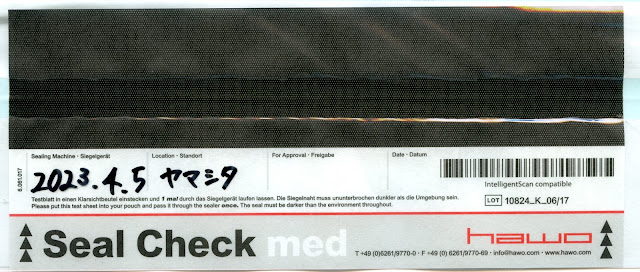 Sealing Machine · Siegelgerät Location · Standort For Approval · Freigabe Date · Datum
6.061.017
2023.4.5 ヤマシタ
IntelligentScan compatible
Testblatt in einen Klarsichtbeutel einstecken und 1 mal durch das Siegelgerät laufen lassen. Die Siegelnaht muss ununterbrochen dunkler als die Umgebung sein.
Please put this test sheet into your pouch and pass it through the sealer once. The seal must be darker than the environment throughout.
LOT 10824_K_06/17
Seal Check med
hawo
T +49 (0)6261/9770-0 · F +49 (0) 6261/9770-69 · info@hawo.com · www.hawo.com